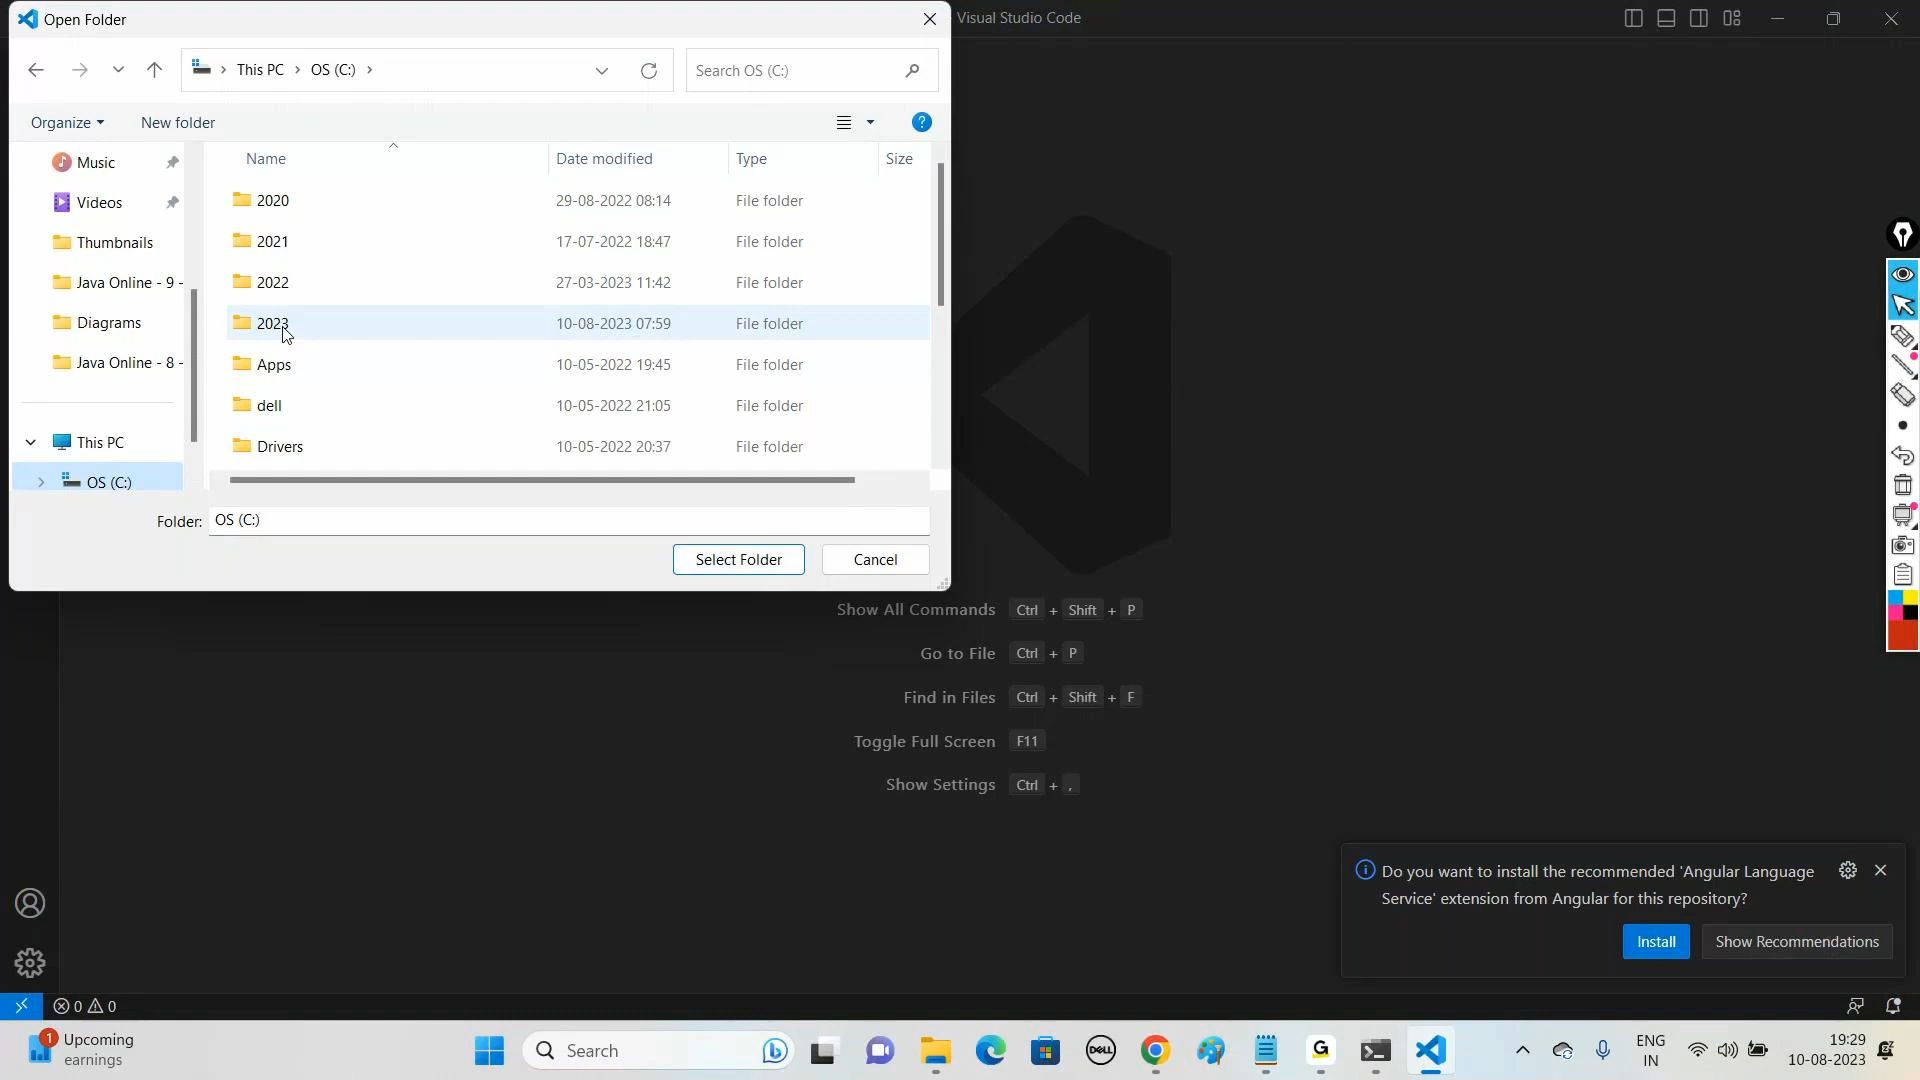 Open Folder
Visual Studio Code
This PC
OS (C:)
Search OS (C:)
Organize
New folder
?
Name
Date modified
Type
Size
Music
Videos
Thumbnails
Java Online - 9 -
Diagrams
Java Online - 8 -
This PC
OS (C:)
2020 29-08-2022 08:14 File folder
2021 17-07-2022 18:47 File folder
2022 27-03-2023 11:42 File folder
2023 10-08-2023 07:59 File folder
Apps 10-05-2022 19:45 File folder
dell 10-05-2022 21:05 File folder
Drivers 10-05-2022 20:37 File folder
Folder: OS (C:)
Select Folder
Cancel
Show All Commands Ctrl + Shift + P
Go to File Ctrl + P
Find in Files Ctrl + Shift + F
Toggle Full Screen F11
Show Settings Ctrl + ,
Do you want to install the recommended 'Angular Language
Service' extension from Angular for this repository?
Install
Show Recommendations
0 0
1
Upcoming
earnings
Search
DELL
G
ENG
IN
19:29
10-08-2023